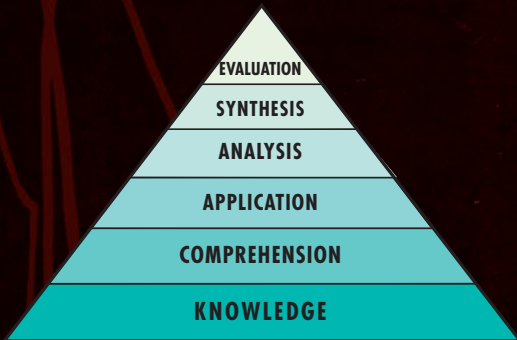 EVALUATION
SYNTHESIS
ANALYSIS
APPLICATION
COMPREHENSION
KNOWLEDGE